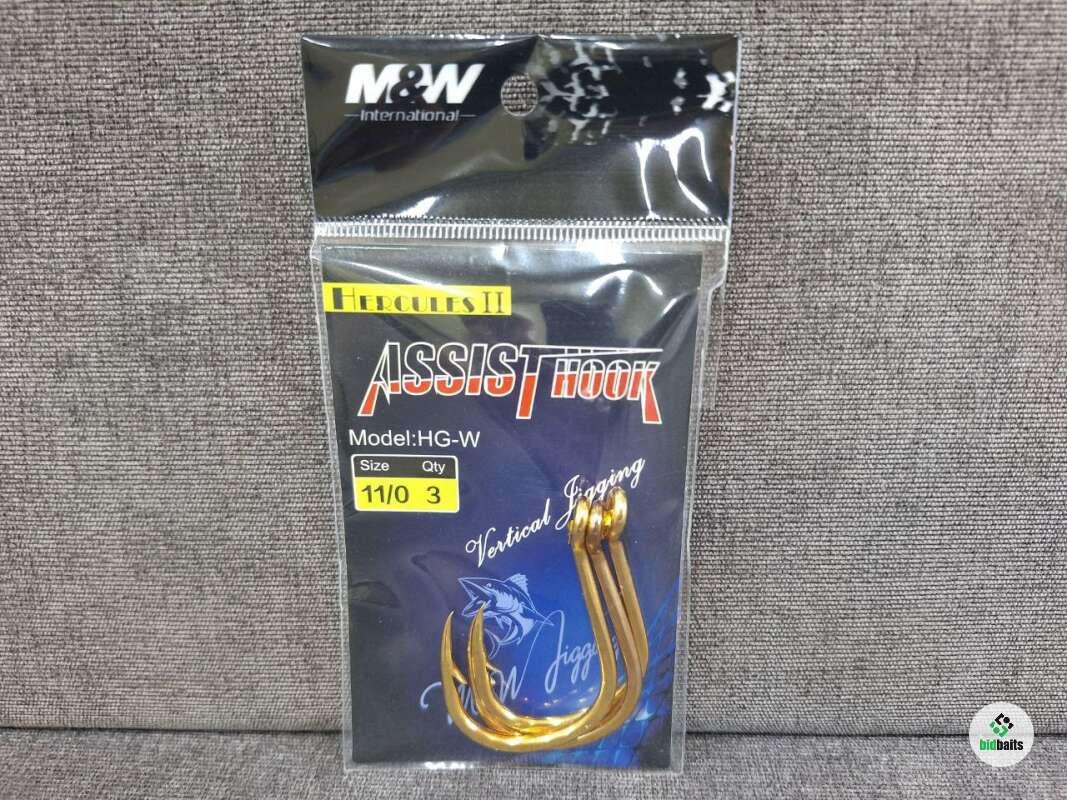 M&W
International
HERCULES II
ASSIST HOOK
Model:HG-W
Size Qty
11/0 3
Vertical Jigging
bidbaits